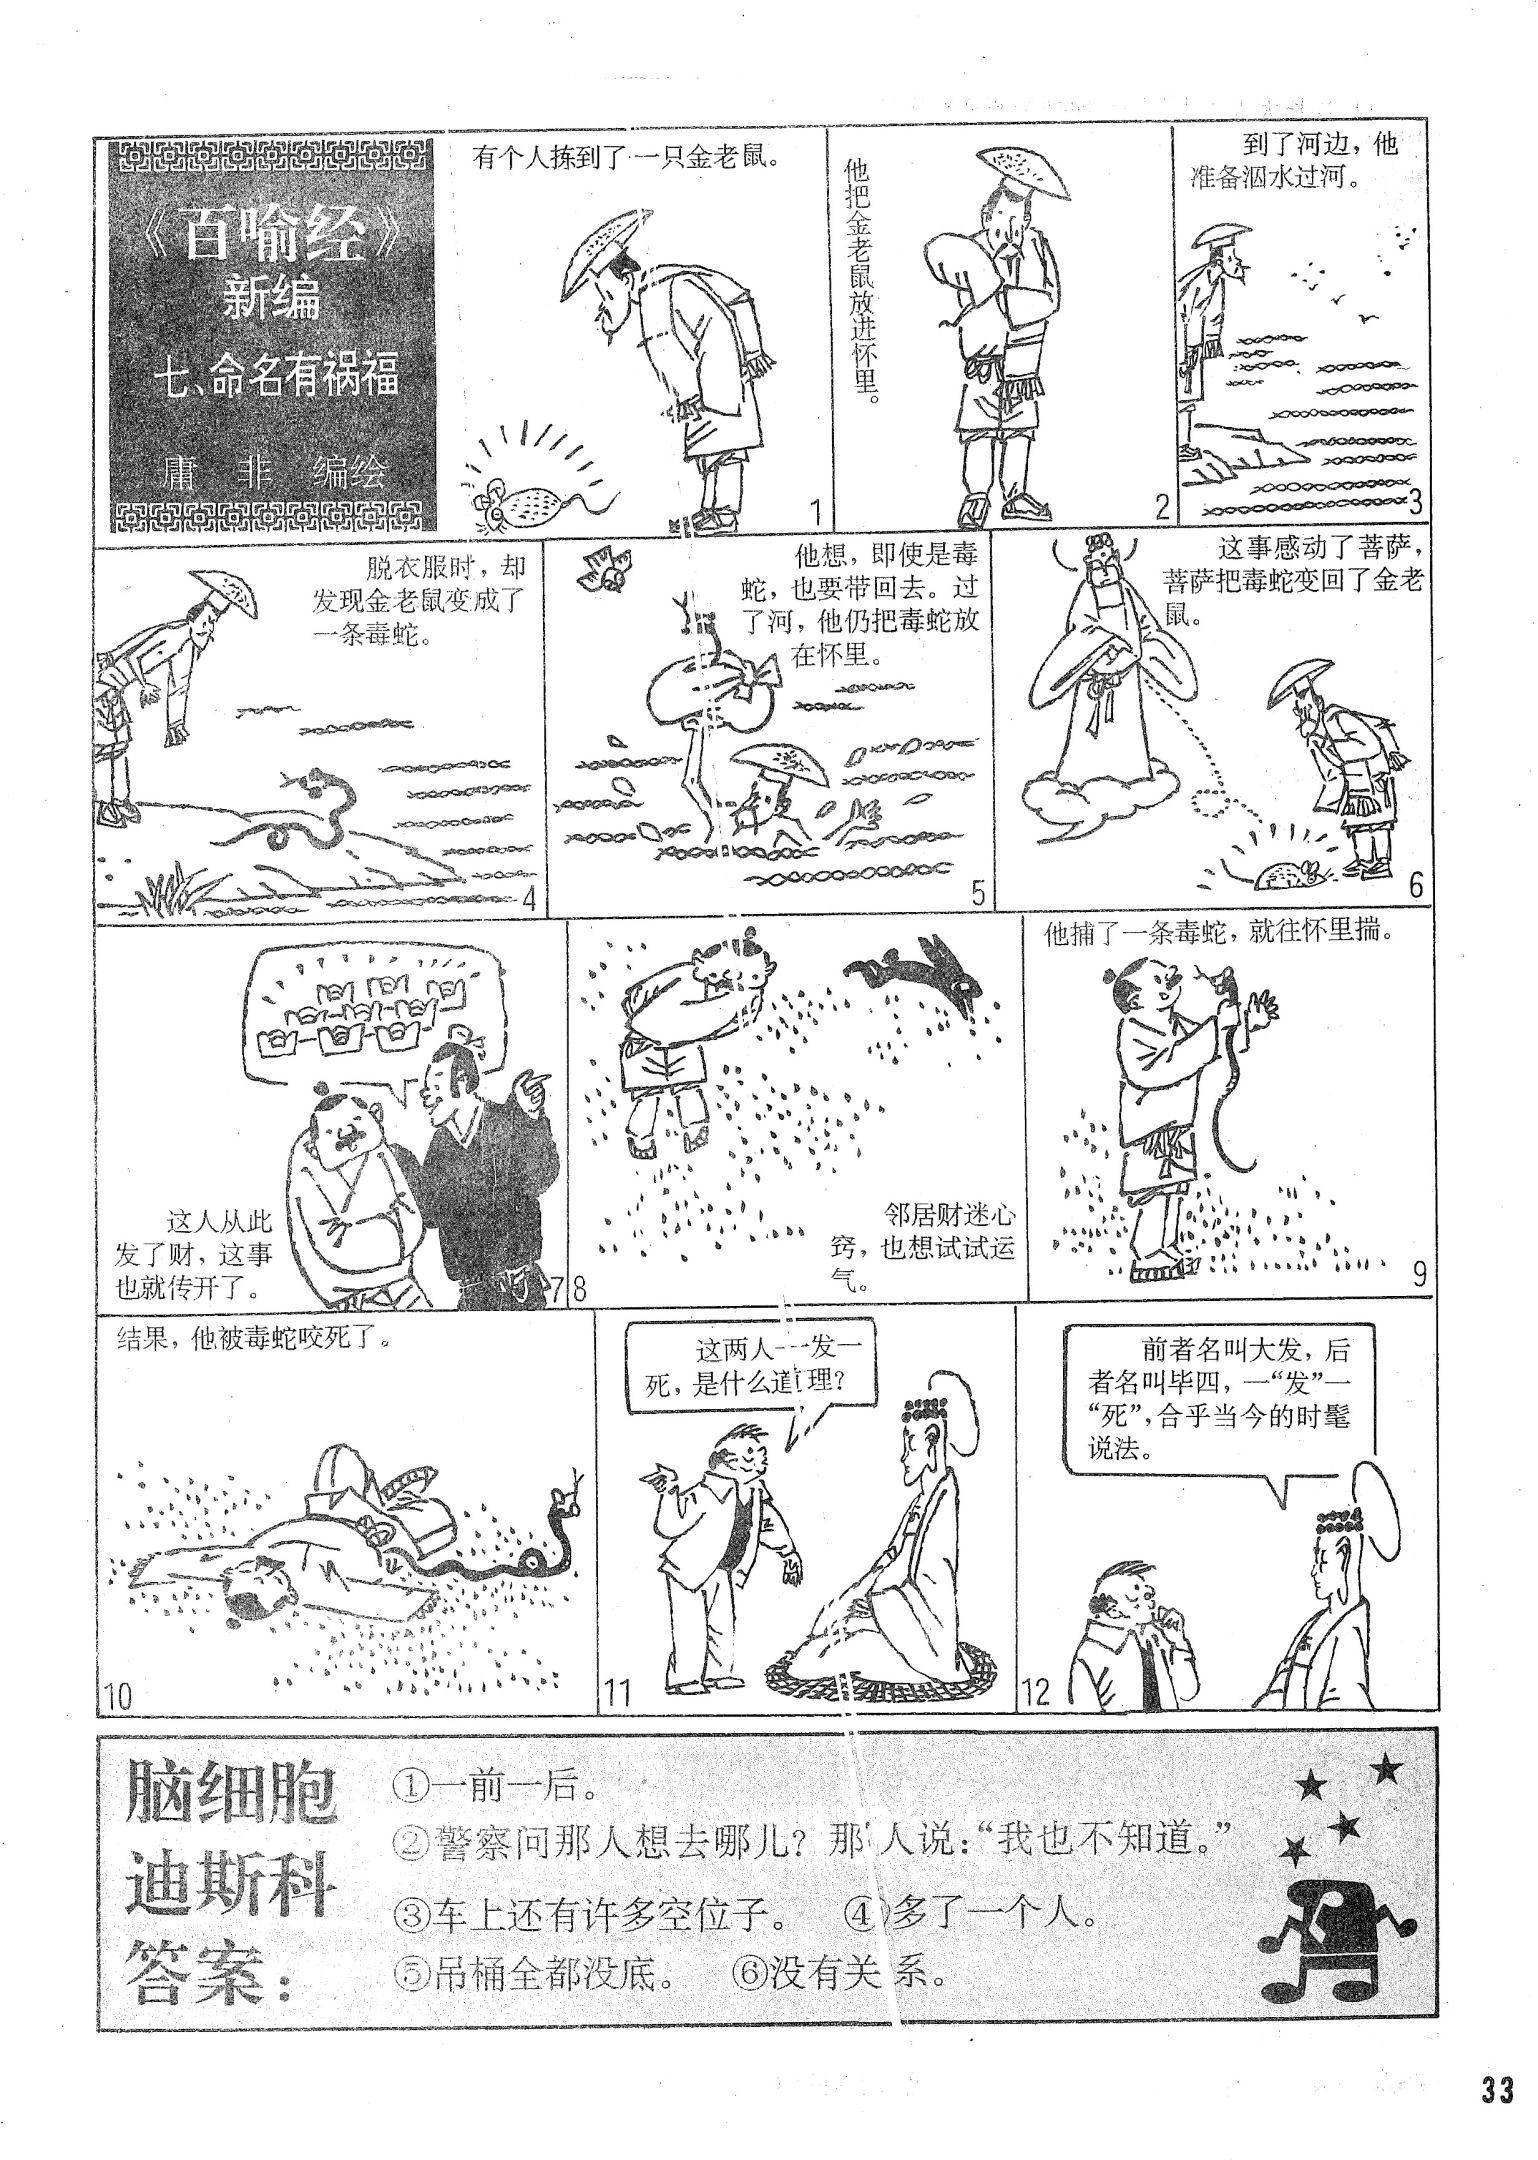 《百喻经》
新编
七、命名有祸福
庸 非 编绘
有个人拣到了一只金老鼠。
1
他把金老鼠放进怀里。
2
到了河边，他
准备泅水过河。
3
脱衣服时，却
发现金老鼠变成了
一条毒蛇。
4
他想，即使是毒
蛇，也要带回去。过
了河，他仍把毒蛇放
在怀里。
5
这事感动了菩萨，
菩萨把毒蛇变回了金老
鼠。
6
这人从此
发了财，这事
也就传开了。
7
邻居财迷心
窍，也想试试运
气。
8
他捕了一条毒蛇，就往怀里揣。
9
结果，他被毒蛇咬死了。
10
这两人一发一
死，是什么道理？
11
前者名叫大发，后
者名叫毕四，一“发”一
“死”，合乎当今的时髦
说法。
12
脑细胞
迪斯科
答案：
①一前一后。
②警察问那人想去哪儿？那人说：“我也不知道。”
③车上还有许多空位子。 ④多了一个人。
⑤吊桶全都没底。 ⑥没有关系。
33